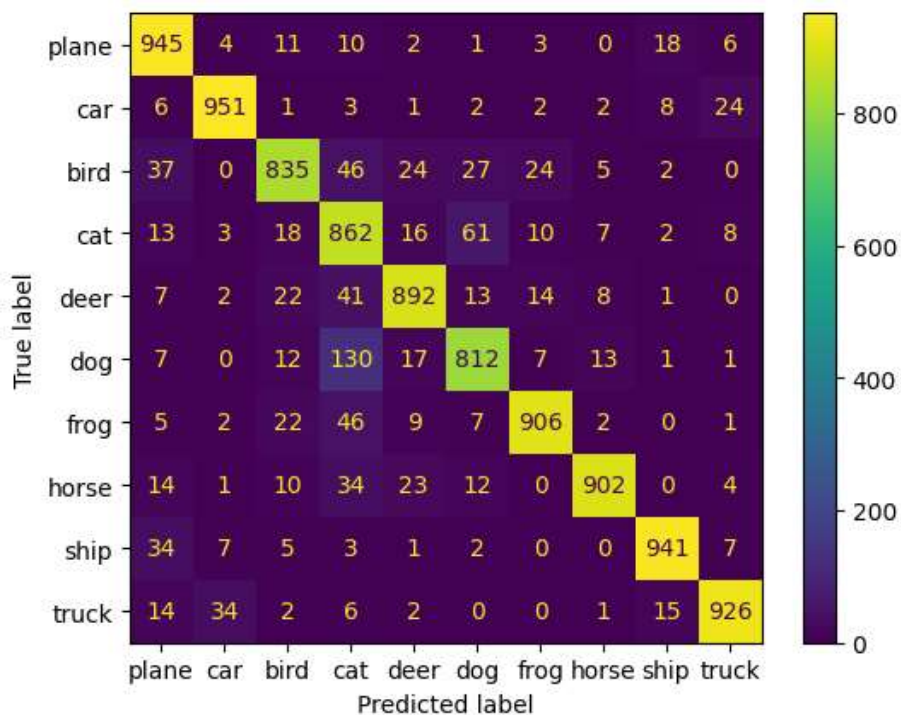 plane 945 4 11 10 2 1 3 0 18 6
car 6 951 1 3 1 2 2 2 8 24
bird 37 0 835 46 24 27 24 5 2 0
cat 13 3 18 862 16 61 10 7 2 8
deer 7 2 22 41 892 13 14 8 1 0
dog 7 0 12 130 17 812 7 13 1 1
frog 5 2 22 46 9 7 906 2 0 1
horse 14 1 10 34 23 12 0 902 0 4
ship 34 7 5 3 1 2 0 0 941 7
truck 14 34 2 6 2 0 0 1 15 926
plane car bird cat deer dog frog horse ship truck
Predicted label
True label
800
600
400
200
0